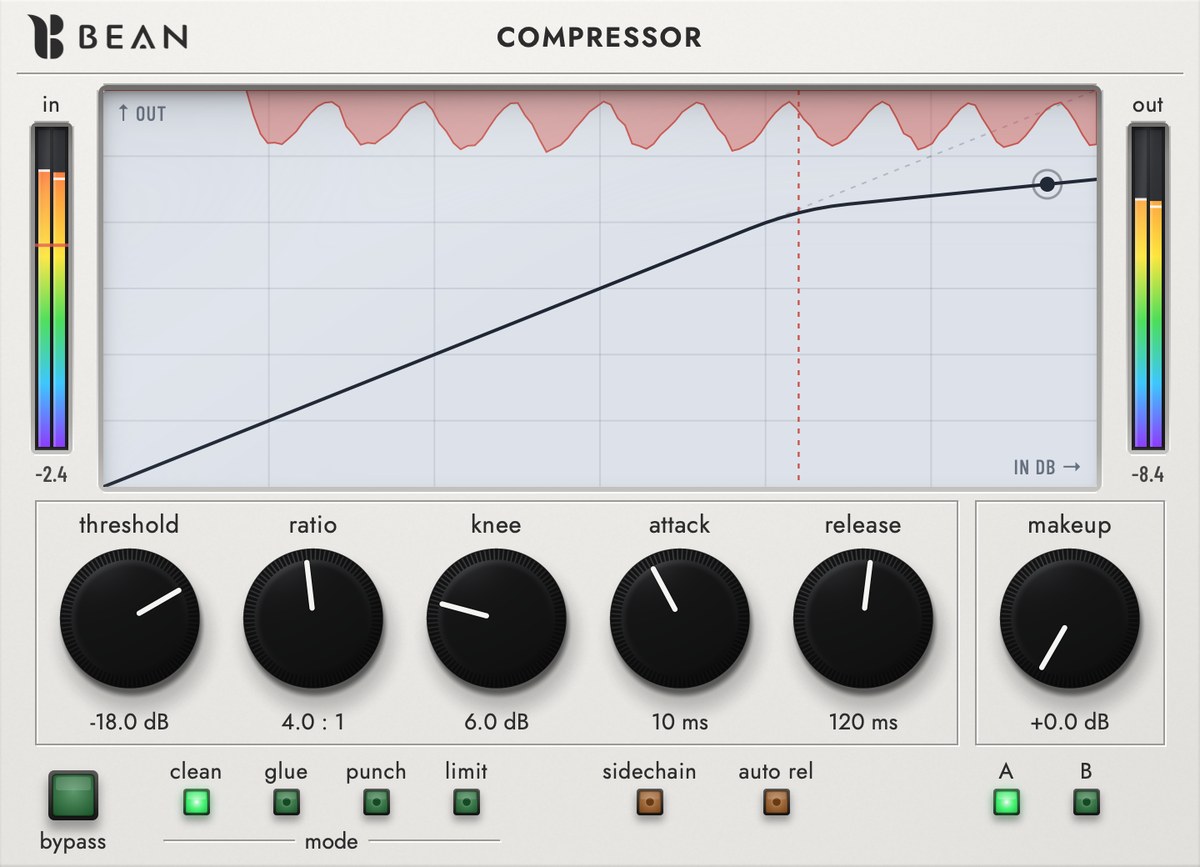 BEAN
COMPRESSOR
in
↑ OUT
out
IN DB →
-2.4
-8.4
threshold
ratio
knee
attack
release
makeup
-18.0 dB
4.0 : 1
6.0 dB
10 ms
120 ms
+0.0 dB
clean
glue
punch
limit
sidechain
auto rel
A
B
bypass
mode